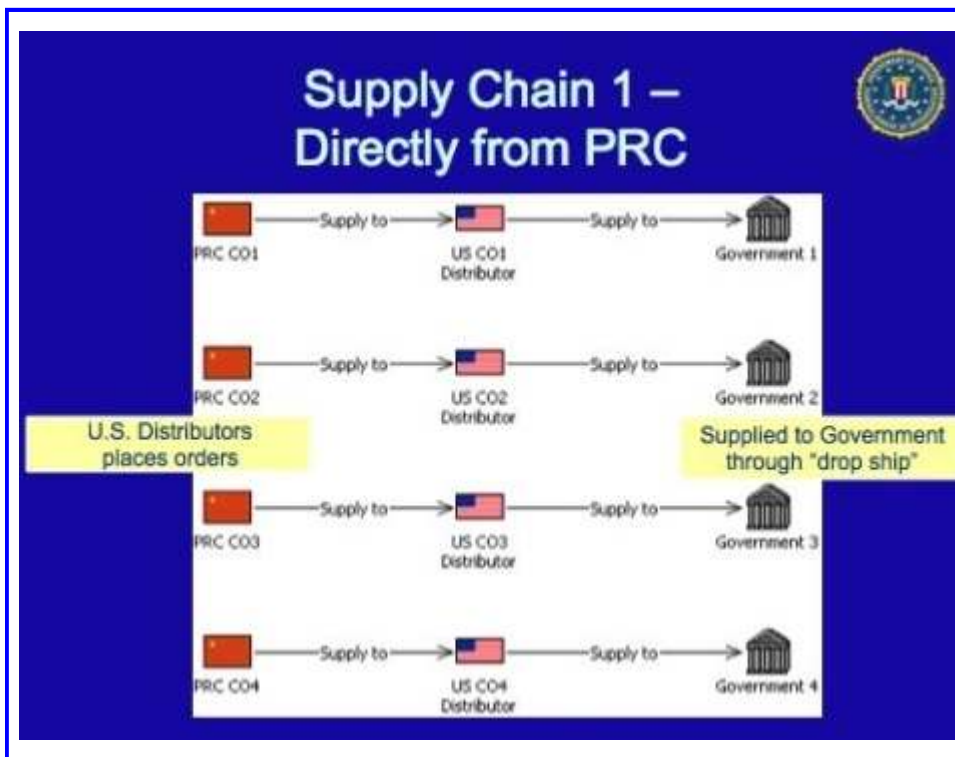 Supply Chain 1 –
Directly from PRC
Supply to
Supply to
PRC CO1
US CO1
Distributor
Government 1
Supply to
Supply to
PRC CO2
US CO2
Distributor
Government 2
U.S. Distributors
places orders
Supplied to Government
through “drop ship”
Supply to
Supply to
PRC CO3
US CO3
Distributor
Government 3
Supply to
Supply to
PRC CO4
US CO4
Distributor
Government 4